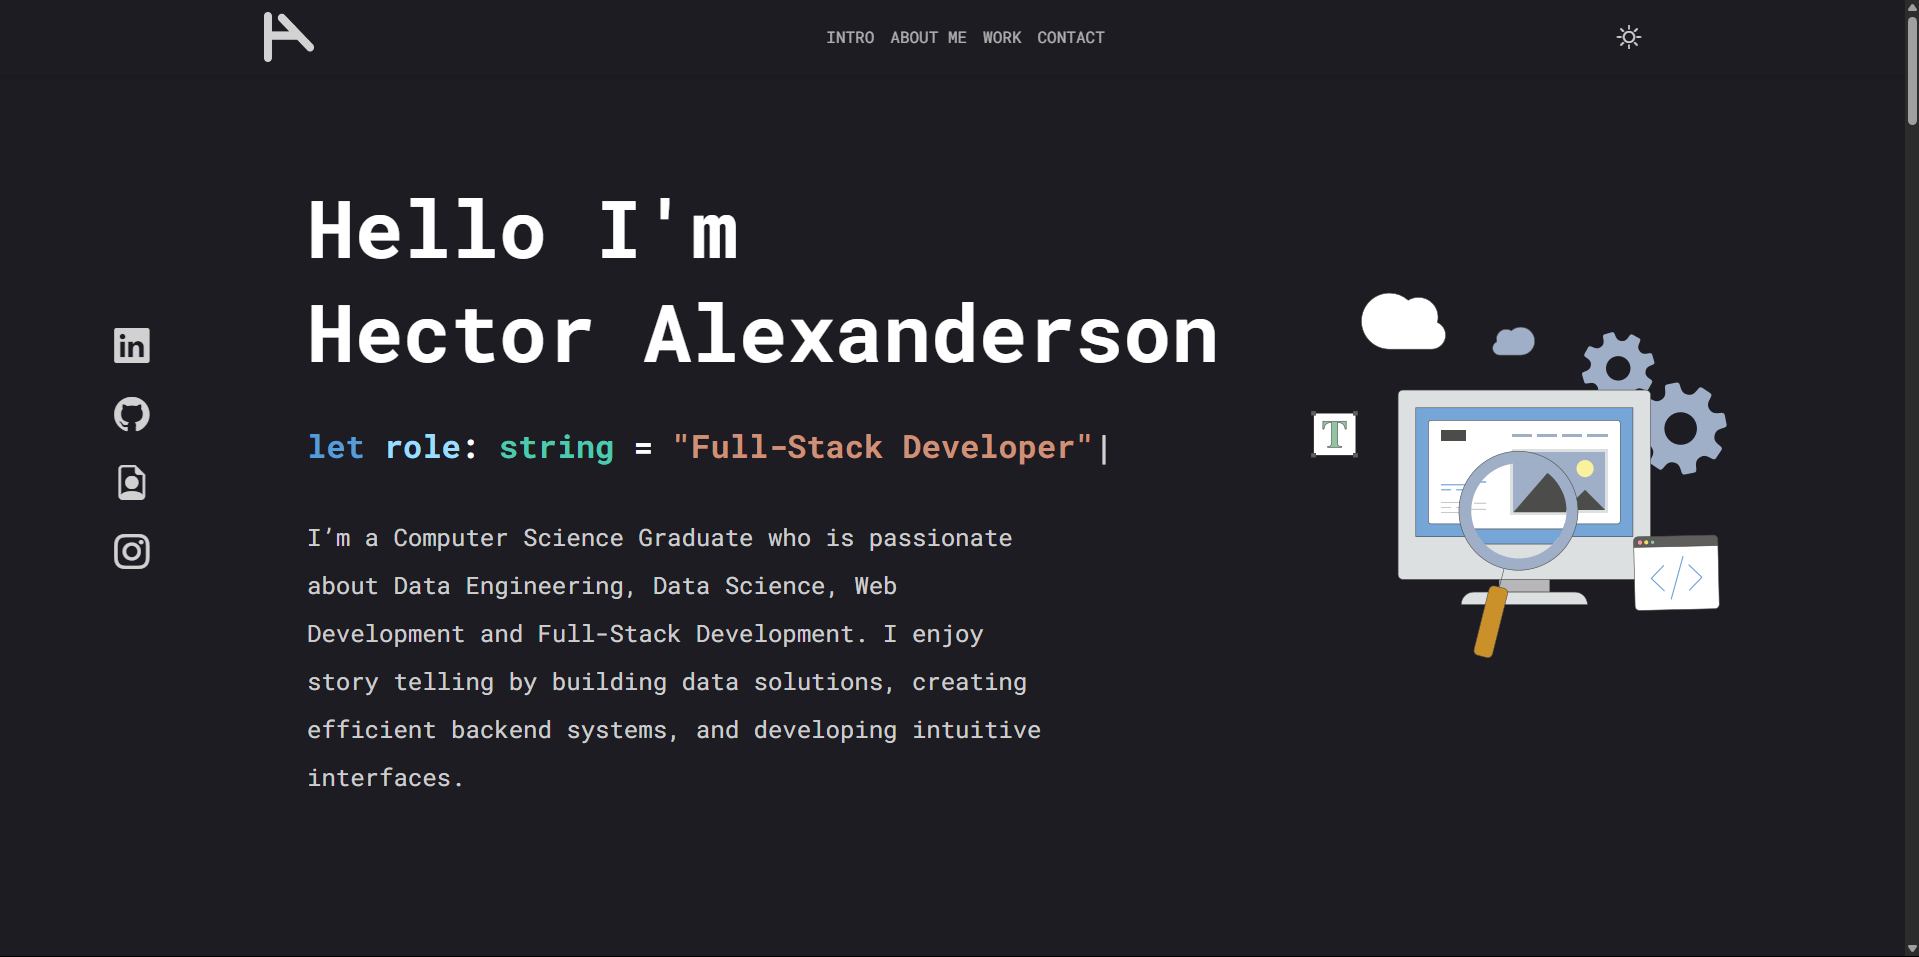 INTRO ABOUT ME WORK CONTACT
Hello I'm
Hector Alexanderson
let role: string = "Full-Stack Developer"|
I’m a Computer Science Graduate who is passionate
about Data Engineering, Data Science, Web
Development and Full-Stack Development. I enjoy
story telling by building data solutions, creating
efficient backend systems, and developing intuitive
interfaces.
in
T
</>